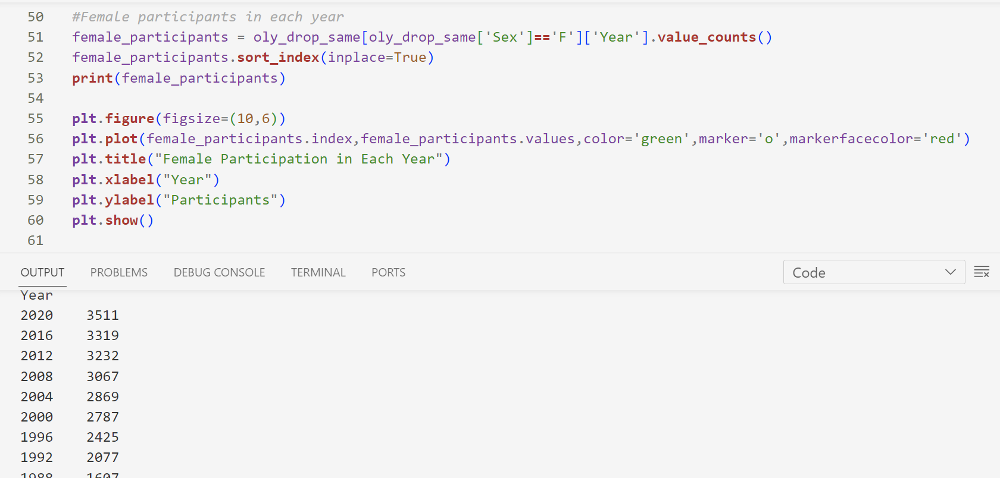 50 #Female participants in each year
51 female_participants = oly_drop_same[oly_drop_same['Sex']=='F']['Year'].value_counts()
52 female_participants.sort_index(inplace=True)
53 print(female_participants)
54
55 plt.figure(figsize=(10,6))
56 plt.plot(female_participants.index,female_participants.values,color='green',marker='o',markerfacecolor='red')
57 plt.title("Female Participation in Each Year")
58 plt.xlabel("Year")
59 plt.ylabel("Participants")
60 plt.show()
61
OUTPUT PROBLEMS DEBUG CONSOLE TERMINAL PORTS Code
Year
2020 3511
2016 3319
2012 3232
2008 3067
2004 2869
2000 2787
1996 2425
1992 2077
1988 1607